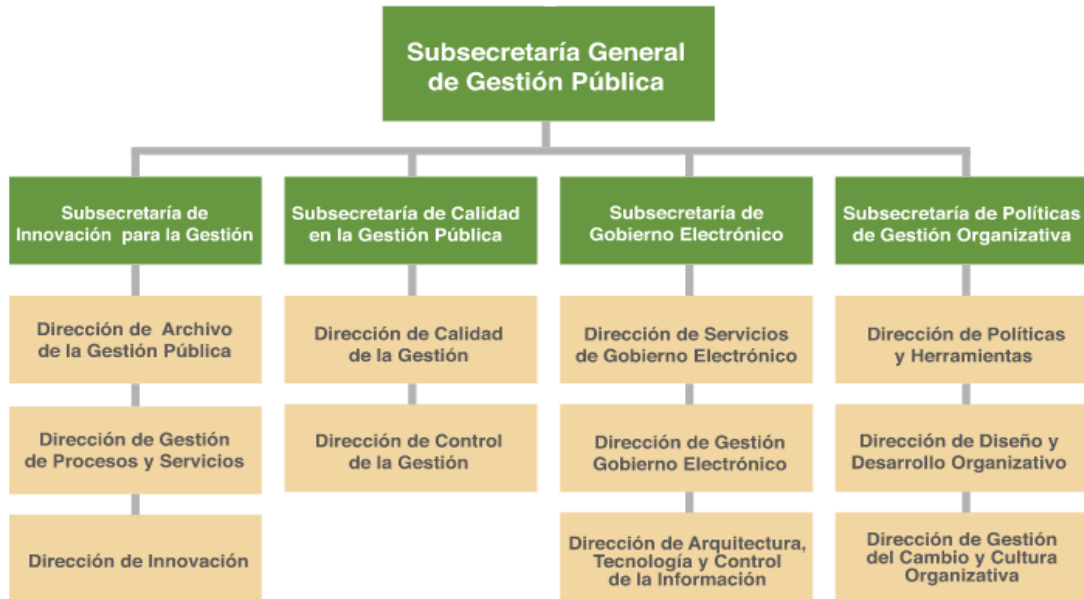 Subsecretaría General
de Gestión Pública
Subsecretaría de
Innovación para la Gestión
Subsecretaría de Calidad
en la Gestión Pública
Subsecretaría de
Gobierno Electrónico
Subsecretaría de Políticas
de Gestión Organizativa
Dirección de Archivo
de la Gestión Pública
Dirección de Calidad
de la Gestión
Dirección de Servicios
de Gobierno Electrónico
Dirección de Políticas
y Herramientas
Dirección de Gestión
de Procesos y Servicios
Dirección de Control
de la Gestión
Dirección de Gestión
Gobierno Electrónico
Dirección de Diseño y
Desarrollo Organizativo
Dirección de Innovación
Dirección de Arquitectura,
Tecnología y Control
de la Información
Dirección de Gestión
del Cambio y Cultura
Organizativa